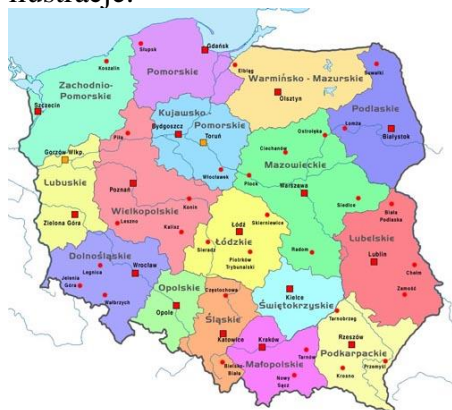 Ilustracje:
Gdańsk
Słupsk
Koszalin
Pomorskie
Elbląg
Suwałki
Zachodnio-
Pomorskie
Warmińsko - Mazurskie
Olsztyn
Szczecin
Kujawsko-
Pomorskie
Podlaskie
Bydgoszcz
Toruń
Piła
Ostrołęka
Łomża
Białystok
Gorzów Wlkp.
Ciechanów
Włocławek
Mazowieckie
Płock
Lubuskie
Poznań
Warszawa
Konin
Siedlce
Biała
Podlaska
Wielkopolskie
Zielona Góra
Leszno
Kalisz
Łódź
Skierniewice
Łódzkie
Lubelskie
Sieradz
Piotrków
Trybunalski
Radom
Lublin
Dolnośląskie
Legnica
Wrocław
Chełm
Jelenia
Góra
Wałbrzych
Opolskie
Opole
Częstochowa
Kielce
Świętokrzyskie
Zamość
Śląskie
Tarnobrzeg
Katowice
Kraków
Rzeszów
Bielsko-
Biała
Tarnów
Podkarpackie
Małopolskie
Nowy
Sącz
Krosno
Przemyśl